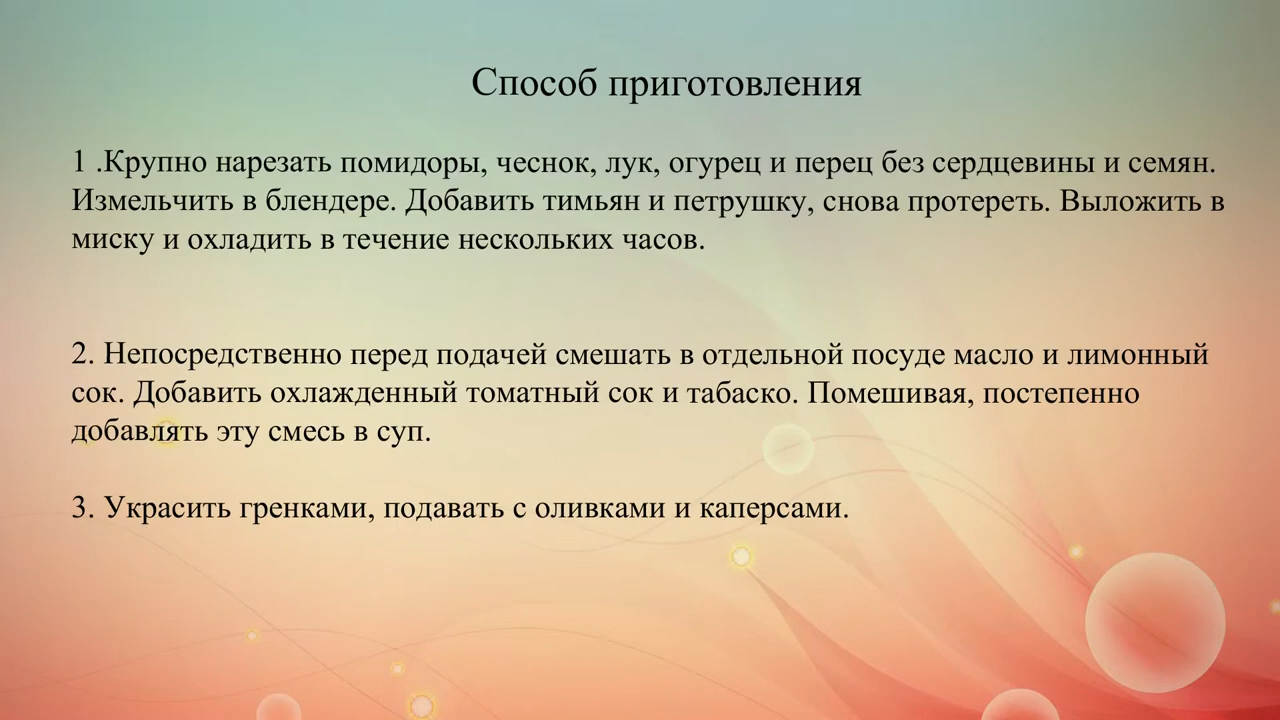 Способ приготовления
1 .Крупно нарезать помидоры, чеснок, лук, огурец и перец без сердцевины и семян.
Измельчить в блендере. Добавить тимьян и петрушку, снова протереть. Выложить в
миску и охладить в течение нескольких часов.
2. Непосредственно перед подачей смешать в отдельной посуде масло и лимонный
сок. Добавить охлажденный томатный сок и табаско. Помешивая, постепенно
добавлять эту смесь в суп.
3. Украсить гренками, подавать с оливками и каперсами.